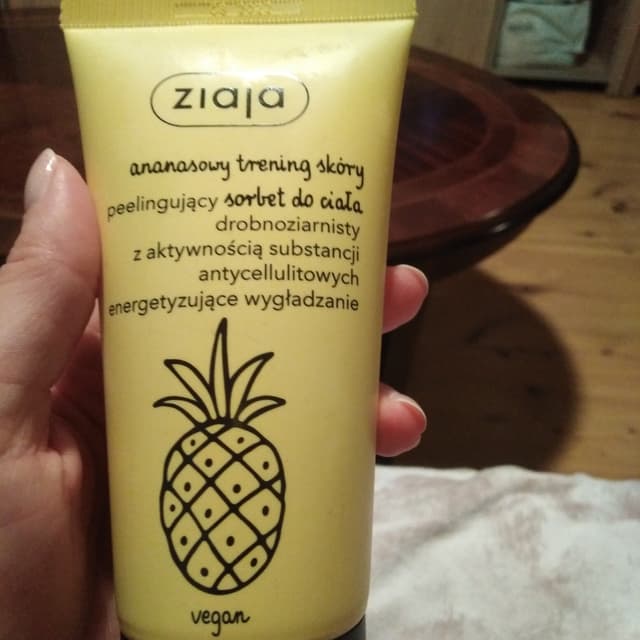 ziaja
ananasowy trening skóry
peelingujący sorbet do ciała
drobnoziarnisty
z aktywnością substancji
antycellulitowych
energetyzujące wygładzanie
vegan